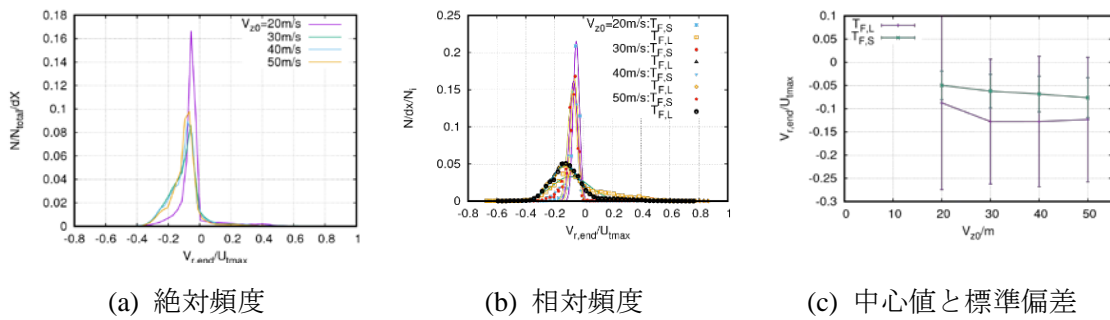 V_z0=20m/s
30m/s
40m/s
50m/s
0.18
0.16
0.14
0.12
0.1
0.08
0.06
0.04
0.02
0
N/N_total/dX
-0.8 -0.6 -0.4 -0.2 0 0.2 0.4 0.6 0.8 1
V_r,end/U_tmax
(a) 絶対頻度
V_z0=20m/s:T_F,S
T_F,L
30m/s:T_F,S
T_F,L
40m/s:T_F,S
T_F,L
50m/s:T_F,S
T_F,L
0.25
0.2
0.15
0.1
0.05
0
N/dx/N_i
-0.8 -0.6 -0.4 -0.2 0 0.2 0.4 0.6 0.8 1
V_r,end/U_tmax
(b) 相対頻度
T_F,L
T_F,S
0.1
0.05
0
-0.05
-0.1
-0.15
-0.2
-0.25
-0.3
V_r,end/U_tmax
0 10 20 30 40 50
V_z0/m
(c) 中心値と標準偏差